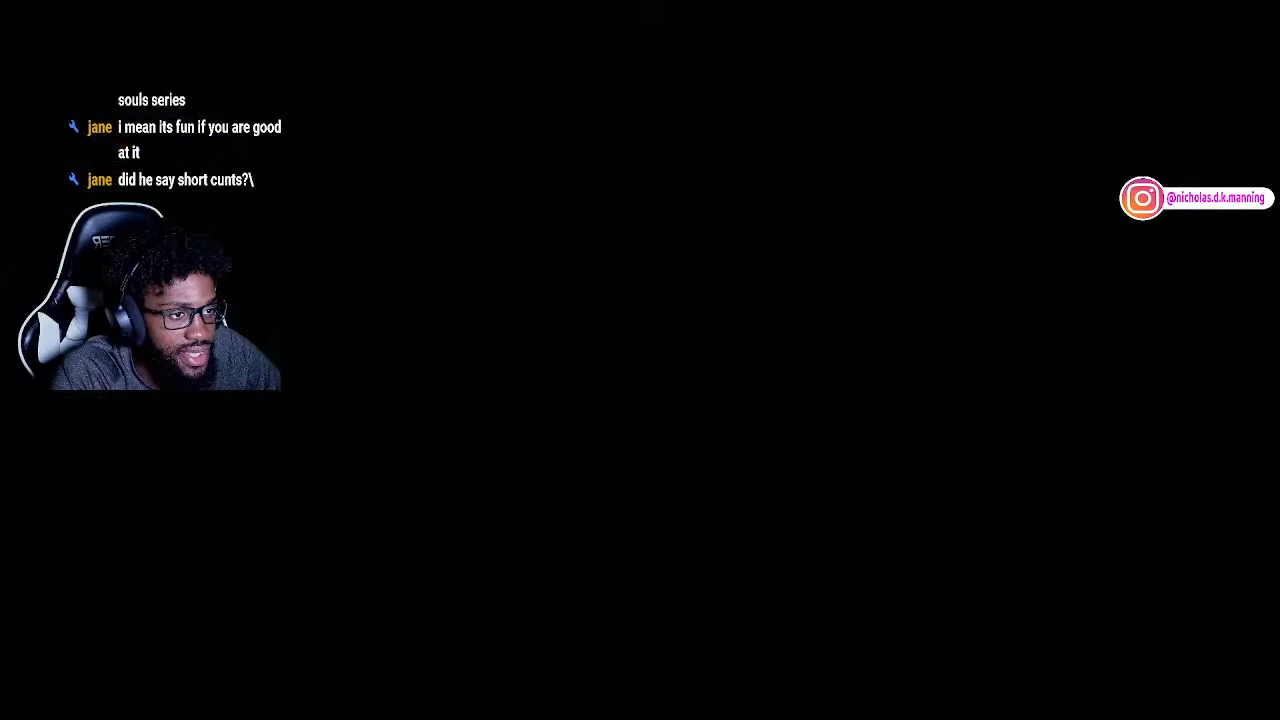 souls series
jane i mean its fun if you are good
at it
jane did he say short cunts?\
@nicholas.d.k.manning